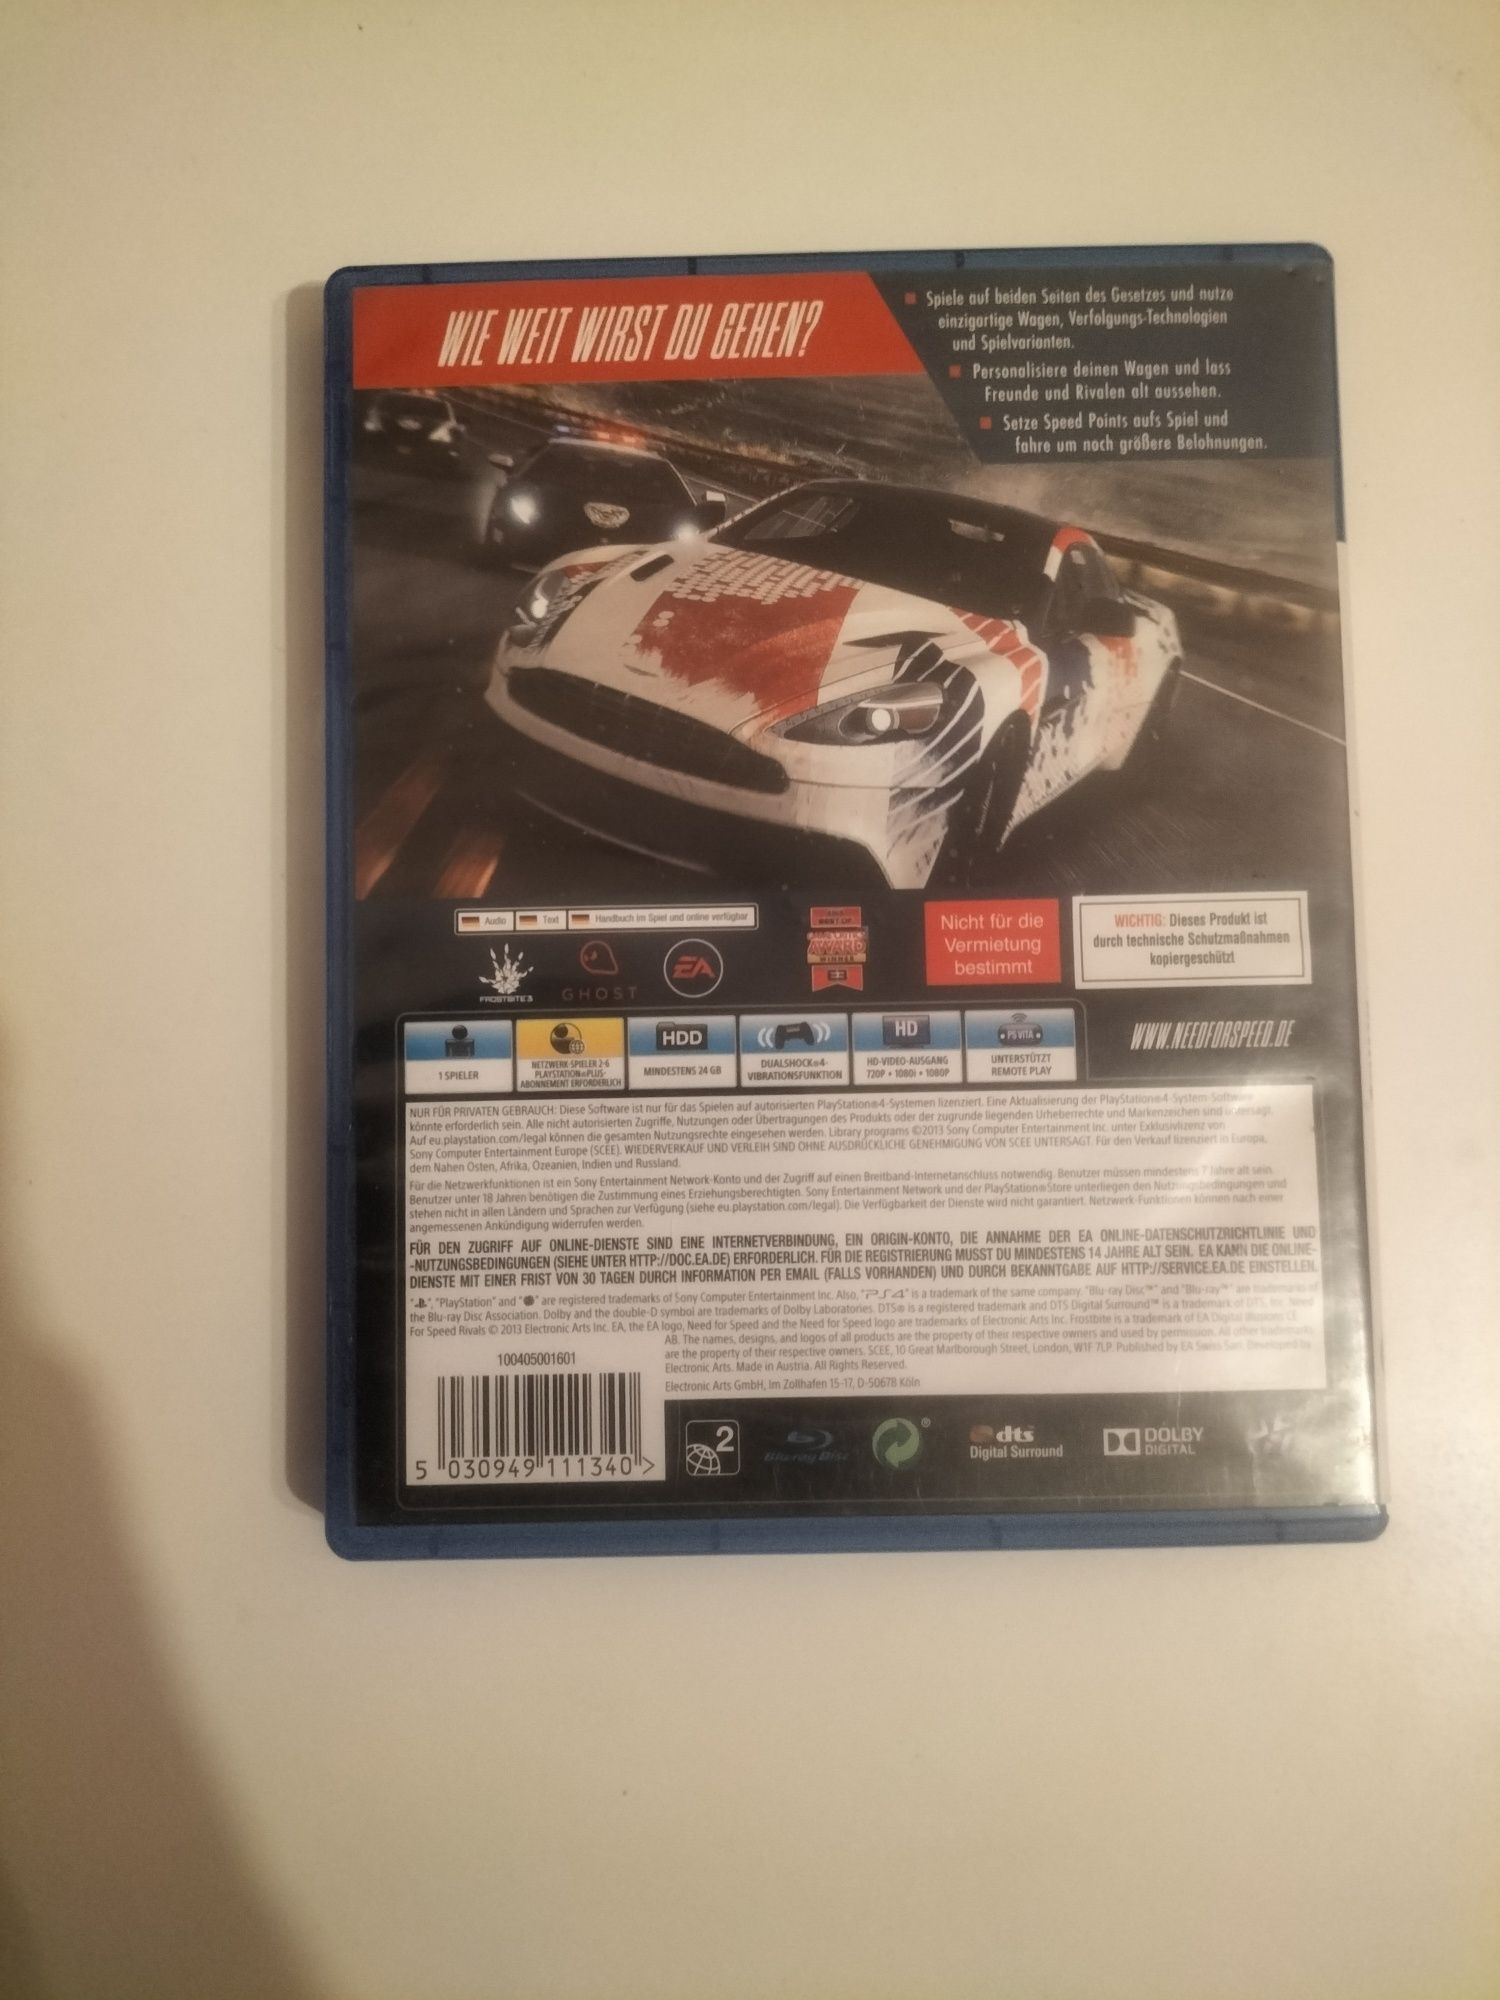 WIE WEIT WIRST DU GEHEN?
Spiele auf beiden Seiten des Gesetzes und nutze
einzigartige Wagen, Verfolgungs-Technologien
und Spielvarianten.
Personalisiere deinen Wagen und lass
Freunde und Rivalen alt aussehen.
Setze Speed Points aufs Spiel und
fahre um noch größere Belohnungen.
Audio
Text
Handbuch im Spiel und online verfügbar
FROSTBITE 3
GHOST
EA
BEST OF
GAME CRITICS
AWARD
WINNER
E3
Nicht für die
Vermietung
bestimmt
WICHTIG: Dieses Produkt ist
durch technische Schutzmaßnahmen
kopiergeschützt
1 SPIELER
NETZWERK-SPIELER 2-6
PLAYSTATION®PLUS-
ABONNEMENT ERFORDERLICH
HDD
MINDESTENS 24 GB
DUALSHOCK®4-
VIBRATIONSFUNKTION
HD
HD-VIDEO-AUSGANG
720P • 1080i • 1080P
PS VITA
UNTERSTÜTZT
REMOTE PLAY
WWW.NEEDFORSPEED.DE
NUR FÜR PRIVATEN GEBRAUCH: Diese Software ist nur für das Spielen auf autorisierten PlayStation®4-Systemen lizenziert. Eine Aktualisierung der PlayStation®4-System-Software
könnte erforderlich sein. Alle nicht autorisierten Zugriffe, Nutzungen oder Übertragungen des Produkts oder der zugrunde liegenden Urheberrechte und Markenzeichen sind untersagt.
Auf eu.playstation.com/legal können die gesamten Nutzungsrechte eingesehen werden. Library programs ©2013 Sony Computer Entertainment Inc. unter Exklusivlizenz von
Sony Computer Entertainment Europe (SCEE). WIEDERVERKAUF UND VERLEIH SIND OHNE AUSDRÜCKLICHE GENEHMIGUNG VON SCEE UNTERSAGT. Für den Verkauf lizenziert in Europa,
dem Nahen Osten, Afrika, Ozeanien, Indien und Russland.
Für die Netzwerkfunktionen ist ein Sony Entertainment Network-Konto und der Zugriff auf einen Breitband-Internetanschluss notwendig. Benutzer müssen mindestens 7 Jahre alt sein.
Benutzer unter 18 Jahren benötigen die Zustimmung eines Erziehungsberechtigten. Sony Entertainment Network und der PlayStation®Store unterliegen den Nutzungsbedingungen und
stehen nicht in allen Ländern und Sprachen zur Verfügung (siehe eu.playstation.com/legal). Die Verfügbarkeit der Dienste wird nicht garantiert. Netzwerk-Funktionen können nach einer
angemessenen Ankündigung widerrufen werden.
FÜR DEN ZUGRIFF AUF ONLINE-DIENSTE SIND EINE INTERNETVERBINDUNG, EIN ORIGIN-KONTO, DIE ANNAHME DER EA ONLINE-DATENSCHUTZRICHTLINIE UND
-NUTZUNGSBEDINGUNGEN (SIEHE UNTER HTTP://DOC.EA.DE) ERFORDERLICH. FÜR DIE REGISTRIERUNG MUSST DU MINDESTENS 14 JAHRE ALT SEIN. EA KANN DIE ONLINE-
DIENSTE MIT EINER FRIST VON 30 TAGEN DURCH INFORMATION PER EMAIL (FALLS VORHANDEN) UND DURCH BEKANNTGABE AUF HTTP://SERVICE.EA.DE EINSTELLEN.
"", "PlayStation" and "" are registered trademarks of Sony Computer Entertainment Inc. Also, "PS4" is a trademark of the same company. "Blu-ray Disc™" and "Blu-ray™" are trademarks of
the Blu-ray Disc Association. Dolby and the double-D symbol are trademarks of Dolby Laboratories. DTS® is a registered trademark and DTS Digital Surround™ is a trademark of DTS, Inc. Need
For Speed Rivals © 2013 Electronic Arts Inc. EA, the EA logo, Need for Speed and the Need for Speed logo are trademarks of Electronic Arts Inc. Frostbite is a trademark of EA Digital Illusions CE
AB. The names, designs, and logos of all products are the property of their respective owners and used by permission. All other trademarks
are the property of their respective owners. SCEE, 10 Great Marlborough Street, London, W1F 7LP. Published by EA Swiss Sàrl. Developed by
Electronic Arts. Made in Austria. All Rights Reserved.
Electronic Arts GmbH, Im Zollhafen 15-17, D-50678 Köln
100405001601
5 030949 111340 >
2
Blu-ray Disc
®
dts
Digital Surround
DOLBY
DIGITAL